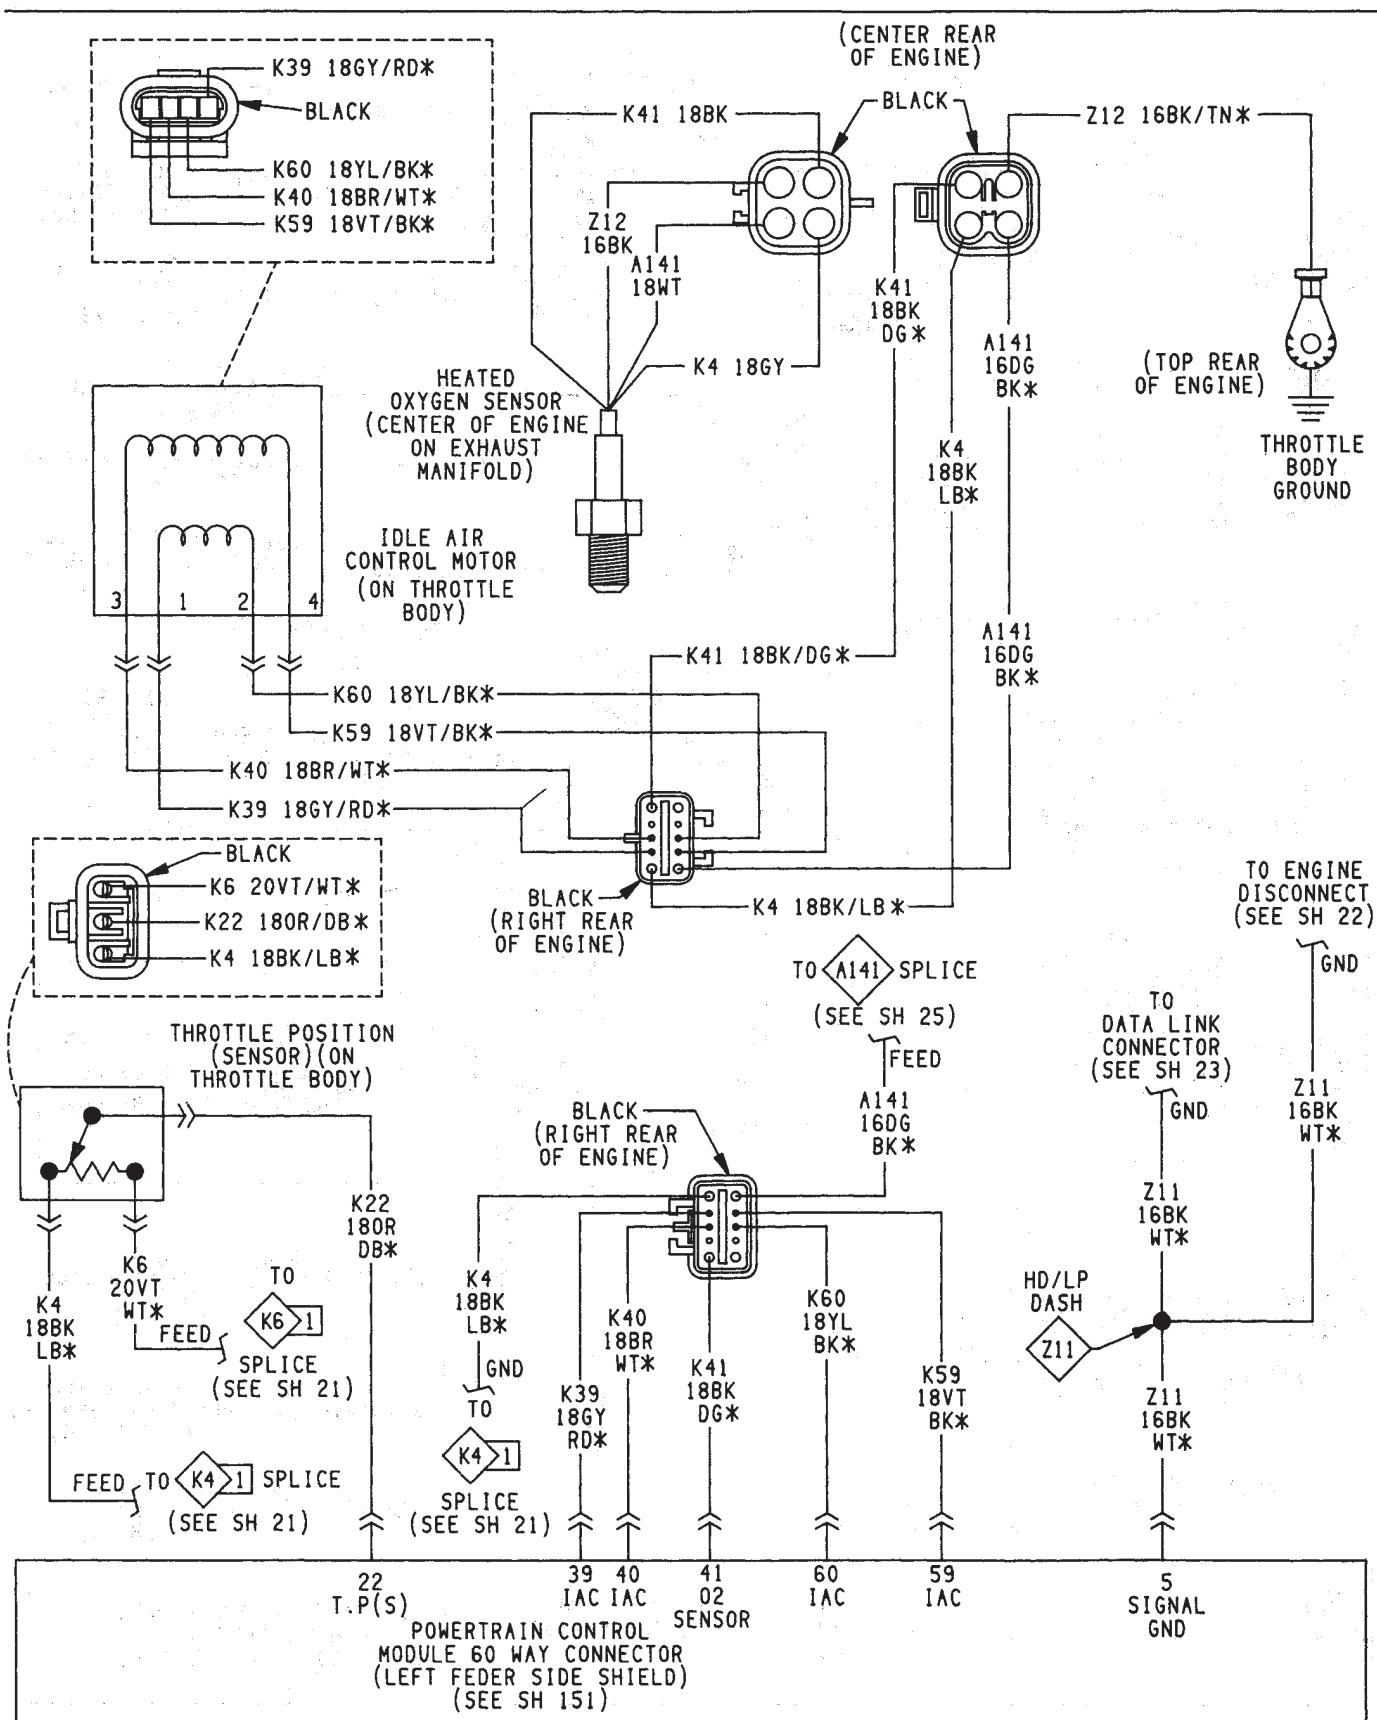 (CENTER REAR
OF ENGINE)
K39 18GY/RD*
BLACK
K60 18YL/BK*
K40 18BR/WT*
K59 18VT/BK*
K41 18BK
BLACK
Z12 16BK/TN*
Z12
16BK
A141
18WT
K4 18GY
K41
18BK
DG*
A141
16DG
BK*
(TOP REAR
OF ENGINE)
THROTTLE
BODY
GROUND
HEATED
OXYGEN SENSOR
(CENTER OF ENGINE
ON EXHAUST
MANIFOLD)
K4
18BK
LB*
IDLE AIR
CONTROL MOTOR
(ON THROTTLE
BODY)
3 1 2 4
K41 18BK/DG*
A141
16DG
BK*
K60 18YL/BK*
K59 18VT/BK*
K40 18BR/WT*
K39 18GY/RD*
BLACK
K6 20VT/WT*
K22 18OR/DB*
K4 18BK/LB*
BLACK
(RIGHT REAR
OF ENGINE)
K4 18BK/LB*
TO A141 SPLICE
(SEE SH 25)
FEED
TO ENGINE
DISCONNECT
(SEE SH 22)
GND
TO
DATA LINK
CONNECTOR
(SEE SH 23)
GND
THROTTLE POSITION
(SENSOR)(ON
THROTTLE BODY)
A141
16DG
BK*
Z11
16BK
WT*
BLACK
(RIGHT REAR
OF ENGINE)
K22
18OR
DB*
Z11
16BK
WT*
K6
20VT
WT*
FEED
TO
K6 1
SPLICE
(SEE SH 21)
K4
18BK
LB*
K4
18BK
LB*
GND
TO
K4 1
SPLICE
(SEE SH 21)
K39
18GY
RD*
K40
18BR
WT*
K41
18BK
DG*
K60
18YL
BK*
K59
18VT
BK*
HD/LP
DASH
Z11
Z11
16BK
WT*
FEED TO K4 1 SPLICE
(SEE SH 21)
22
T.P(S)
39
IAC
40
IAC
41
O2
SENSOR
60
IAC
59
IAC
5
SIGNAL
GND
POWERTRAIN CONTROL
MODULE 60 WAY CONNECTOR
(LEFT FEDER SIDE SHIELD)
(SEE SH 151)